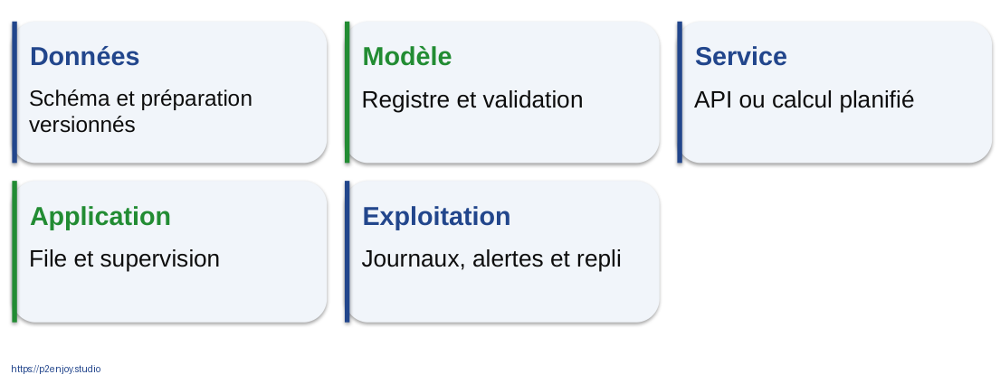 Données
Schéma et préparation
versionnés
Modèle
Registre et validation
Service
API ou calcul planifié
Application
File et supervision
Exploitation
Journaux, alertes et repli
https://p2enjoy.studio